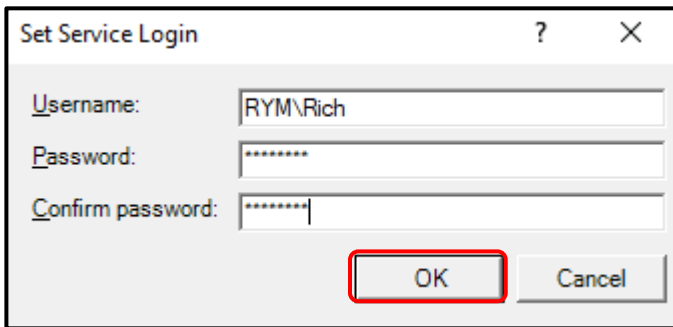 Set Service Login ? X
Username: RYM\Rich
Password: ********
Confirm password: ********
OK Cancel